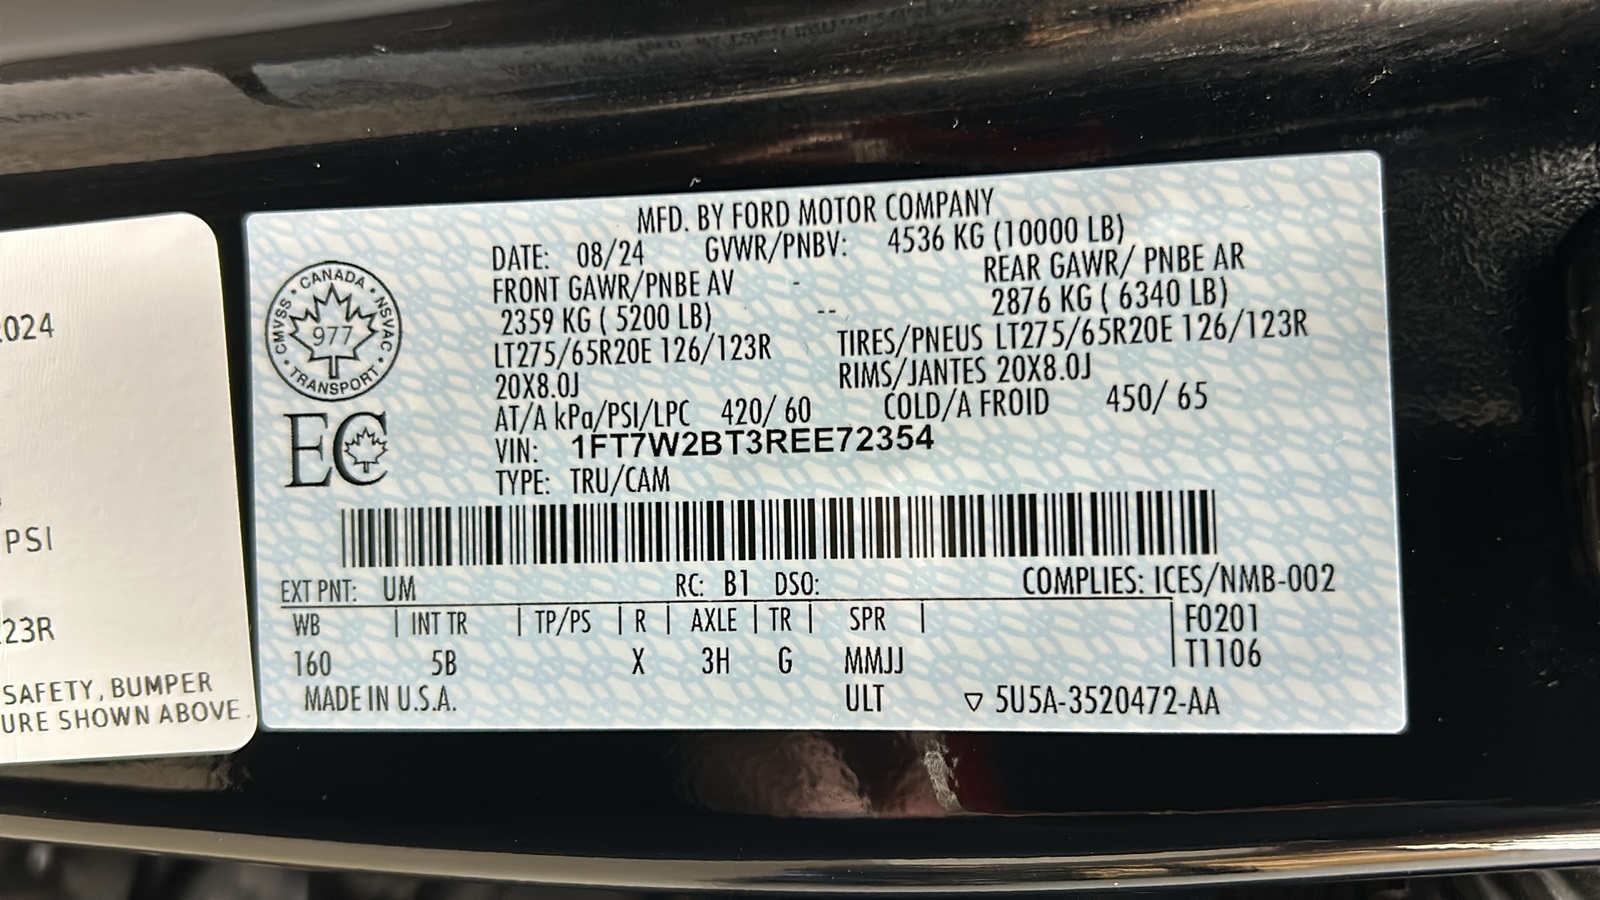 2024
PSI
23R
SAFETY, BUMPER
URE SHOWN ABOVE.
MFD. BY FORD MOTOR COMPANY
DATE: 08/24 GVWR/PNBV: 4536 KG (10000 LB)
FRONT GAWR/PNBE AV - REAR GAWR/ PNBE AR
2359 KG ( 5200 LB) -- 2876 KG ( 6340 LB)
LT275/65R20E 126/123R TIRES/PNEUS LT275/65R20E 126/123R
20X8.0J RIMS/JANTES 20X8.0J
AT/A kPa/PSI/LPC 420/ 60 COLD/A FROID 450/ 65
VIN: 1FT7W2BT3REE72354
TYPE: TRU/CAM
CANADA • NSVAC • TRANSPORT • CMVSS •
977
EC
EXT PNT: UM RC: B1 DSO: COMPLIES: ICES/NMB-002
WB | INT TR | TP/PS | R | AXLE | TR | SPR | F0201
160 5B X 3H G MMJJ T1106
MADE IN U.S.A. ULT ▽ 5U5A-3520472-AA